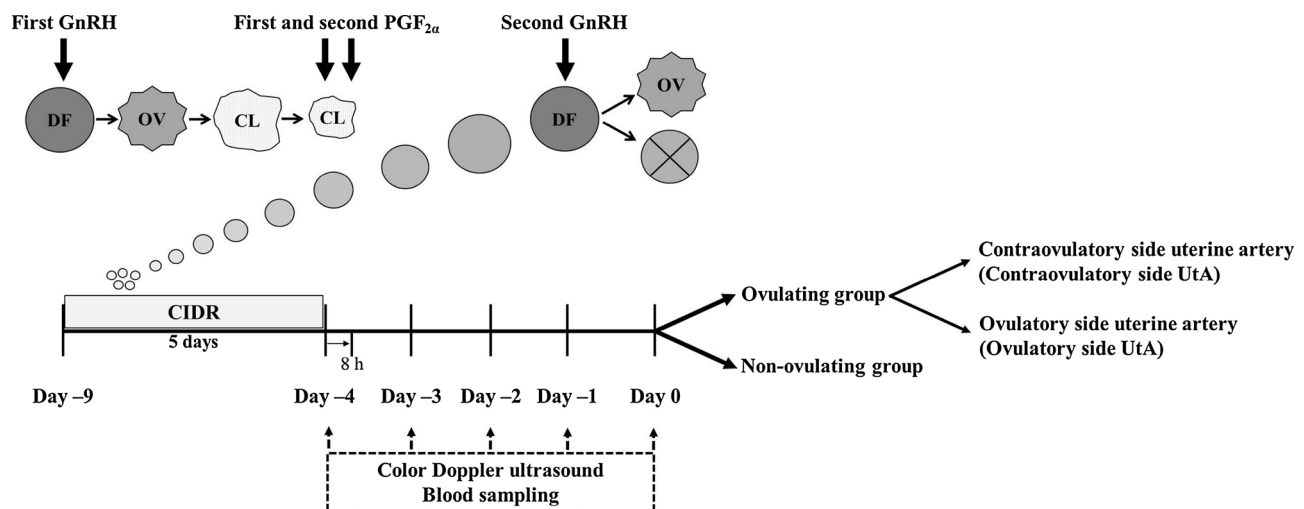 First GnRH
First and second PGF2α
Second GnRH
DF
OV
CL
CL
DF
OV
CIDR
5 days
8 h
Day –9
Day –4
Day –3
Day –2
Day –1
Day 0
Color Doppler ultrasound
Blood sampling
Ovulating group
Non-ovulating group
Contraovulatory side uterine artery
(Contraovulatory side UtA)
Ovulatory side uterine artery
(Ovulatory side UtA)